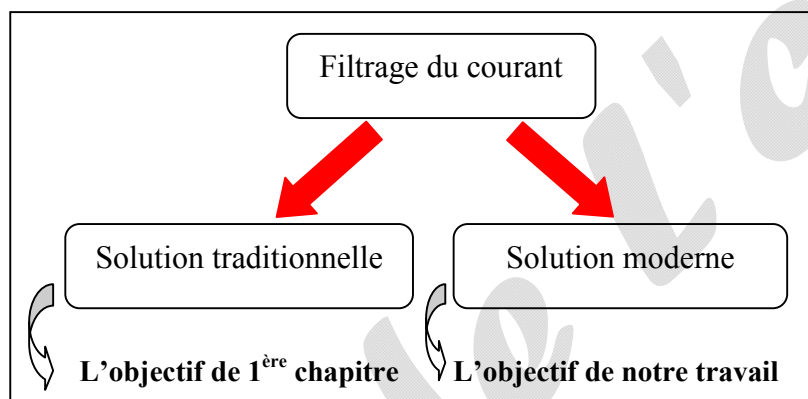 Filtrage du courant
Solution traditionnelle
Solution moderne
L’objectif de 1ère chapitre
L’objectif de notre travail